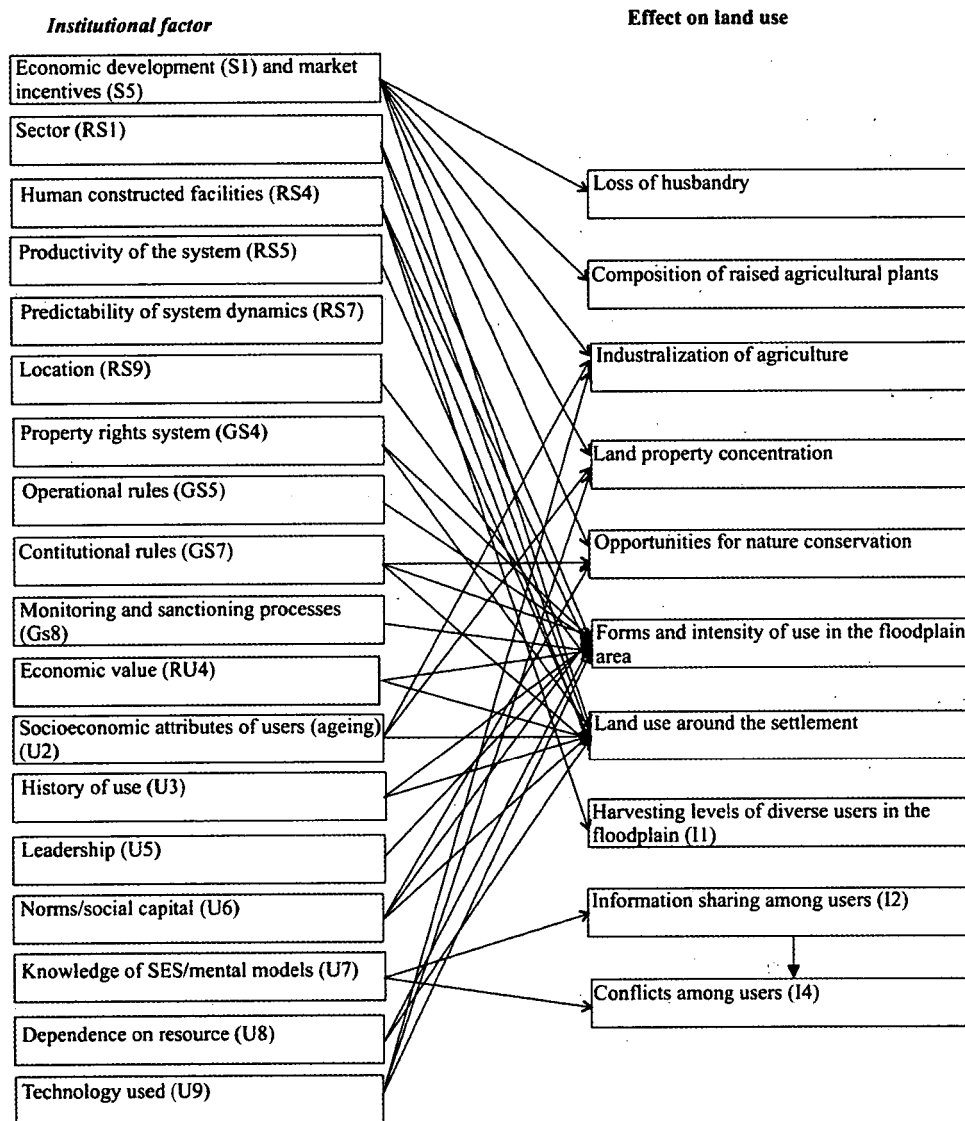 Institutional factor
Effect on land use
Economic development (S1) and market
incentives (S5)
Sector (RS1)
Human constructed facilities (RS4)
Productivity of the system (RS5)
Predictability of system dynamics (RS7)
Location (RS9)
Property rights system (GS4)
Operational rules (GS5)
Contitutional rules (GS7)
Monitoring and sanctioning processes
(Gs8)
Economic value (RU4)
Socioeconomic attributes of users (ageing)
(U2)
History of use (U3)
Leadership (U5)
Norms/social capital (U6)
Knowledge of SES/mental models (U7)
Dependence on resource (U8)
Technology used (U9)
Loss of husbandry
Composition of raised agricultural plants
Industralization of agriculture
Land property concentration
Opportunities for nature conservation
Forms and intensity of use in the floodplain
area
Land use around the settlement
Harvesting levels of diverse users in the
floodplain (I1)
Information sharing among users (I2)
Conflicts among users (I4)